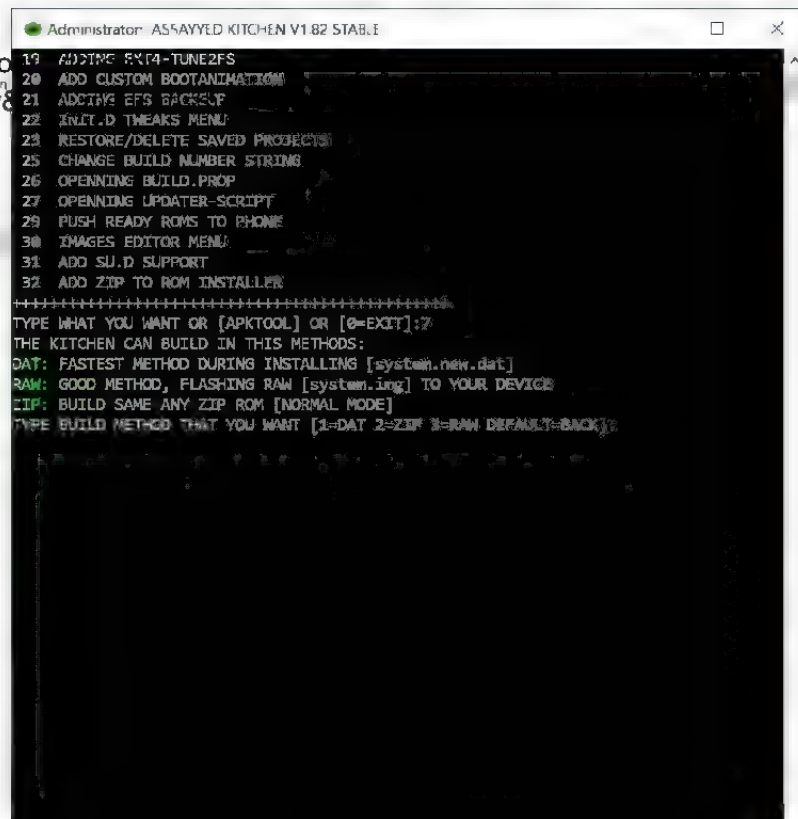 Administrator: ASSAYYED KITCHEN V1.82 STABLE
19 ADDING EXT4-TUNE2FS
20 ADD CUSTOM BOOTANIMATION
21 ADDING EFS BACKUP
22 INIT.D TWEAKS MENU
23 RESTORE/DELETE SAVED PROJECTS
25 CHANGE BUILD NUMBER STRING
26 OPENNING BUILD.PROP
27 OPENNING UPDATER-SCRIPT
29 PUSH READY ROMS TO PHONE
30 IMAGES EDITOR MENU
31 ADD SU.D SUPPORT
32 ADD ZIP TO ROM INSTALLER
TYPE WHAT YOU WANT OR [APKTOOL] OR [0=EXIT]:7
THE KITCHEN CAN BUILD IN THIS METHODS:
DAT: FASTEST METHOD DURING INSTALLING [system.new.dat]
RAW: GOOD METHOD, FLASHING RAW [system.img] TO YOUR DEVICE
ZIP: BUILD SAME ANY ZIP ROM [NORMAL MODE]
TYPE BUILD METHOD THAT YOU WANT [1=DAT 2=ZIP 3=RAW DEFAULT=BACK]: